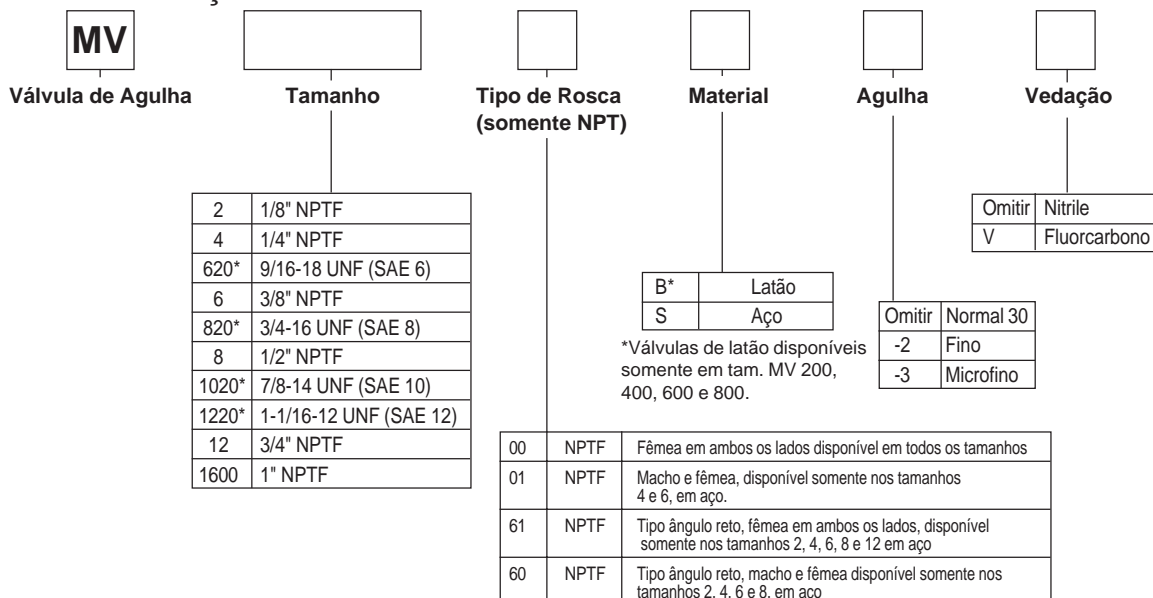 MV
Válvula de Agulha
Tamanho
Tipo de Rosca
(somente NPT)
Material
Agulha
Vedação
2 1/8" NPTF
4 1/4" NPTF
620* 9/16-18 UNF (SAE 6)
6 3/8" NPTF
820* 3/4-16 UNF (SAE 8)
8 1/2" NPTF
1020* 7/8-14 UNF (SAE 10)
1220* 1-1/16-12 UNF (SAE 12)
12 3/4" NPTF
1600 1" NPTF
Omitir Nitrile
V Fluorcarbono
B* Latão
S Aço
*Válvulas de latão disponíveis
somente em tam. MV 200,
400, 600 e 800.
Omitir Normal 30
-2 Fino
-3 Microfino
00 NPTF Fêmea em ambos os lados disponível em todos os tamanhos
01 NPTF Macho e fêmea, disponível somente nos tamanhos
4 e 6, em aço.
61 NPTF Tipo ângulo reto, fêmea em ambos os lados, disponível
somente nos tamanhos 2, 4, 6, 8 e 12 em aço
60 NPTF Tipo ângulo reto, macho e fêmea disponível somente nos
tamanhos 2, 4, 6 e 8, em aço